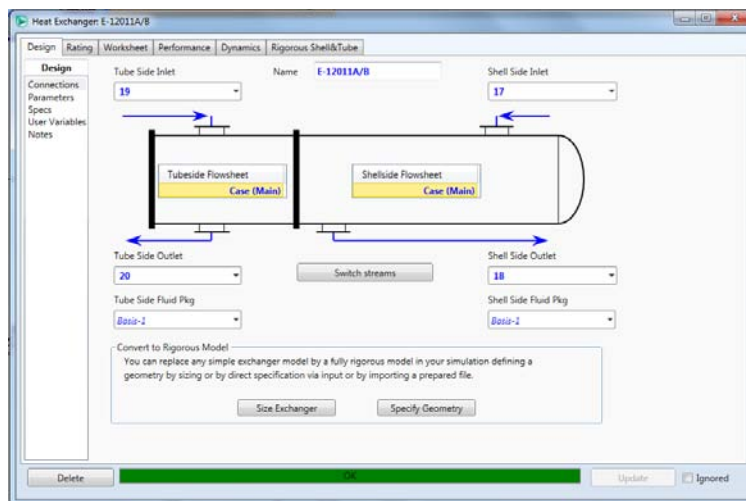 Heat Exchanger: E-12011A/B
Design Rating Worksheet Performance Dynamics Rigorous Shell&Tube
Design
Connections
Parameters
Specs
User Variables
Notes
Tube Side Inlet
19
Name E-12011A/B
Shell Side Inlet
17
Tubeside Flowsheet
Case (Main)
Shellside Flowsheet
Case (Main)
Tube Side Outlet
20
Switch streams
Shell Side Outlet
18
Tube Side Fluid Pkg
Basis-1
Shell Side Fluid Pkg
Basis-1
Convert to Rigorous Model
You can replace any simple exchanger model by a fully rigorous model in your simulation defining a
geometry by sizing or by direct specification via input or by importing a prepared file.
Size Exchanger Specify Geometry
Delete OK Update Ignored